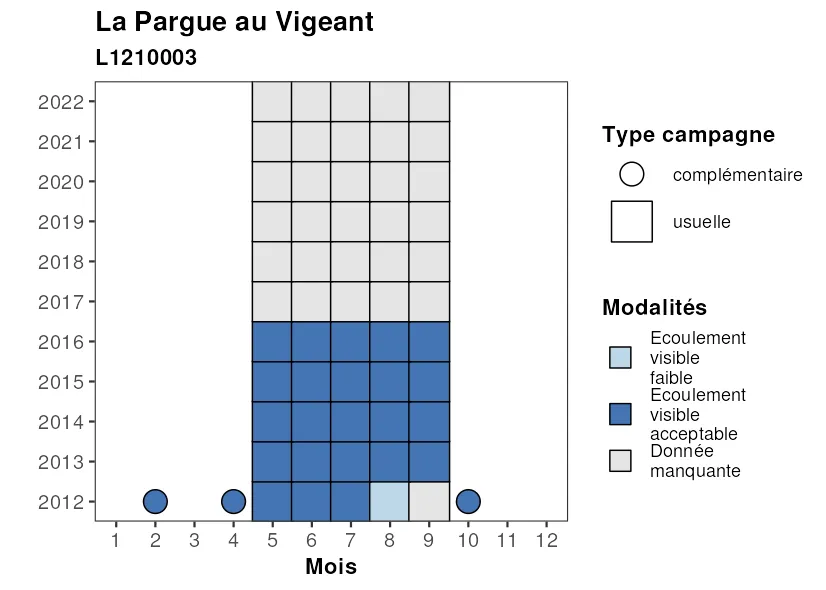 La Pargue au Vigeant
L1210003
2022
2021
2020
2019
2018
2017
2016
2015
2014
2013
2012
1 2 3 4 5 6 7 8 9 10 11 12
Mois
Type campagne
complémentaire
usuelle
Modalités
Ecoulement
visible
faible
Ecoulement
visible
acceptable
Donnée
manquante